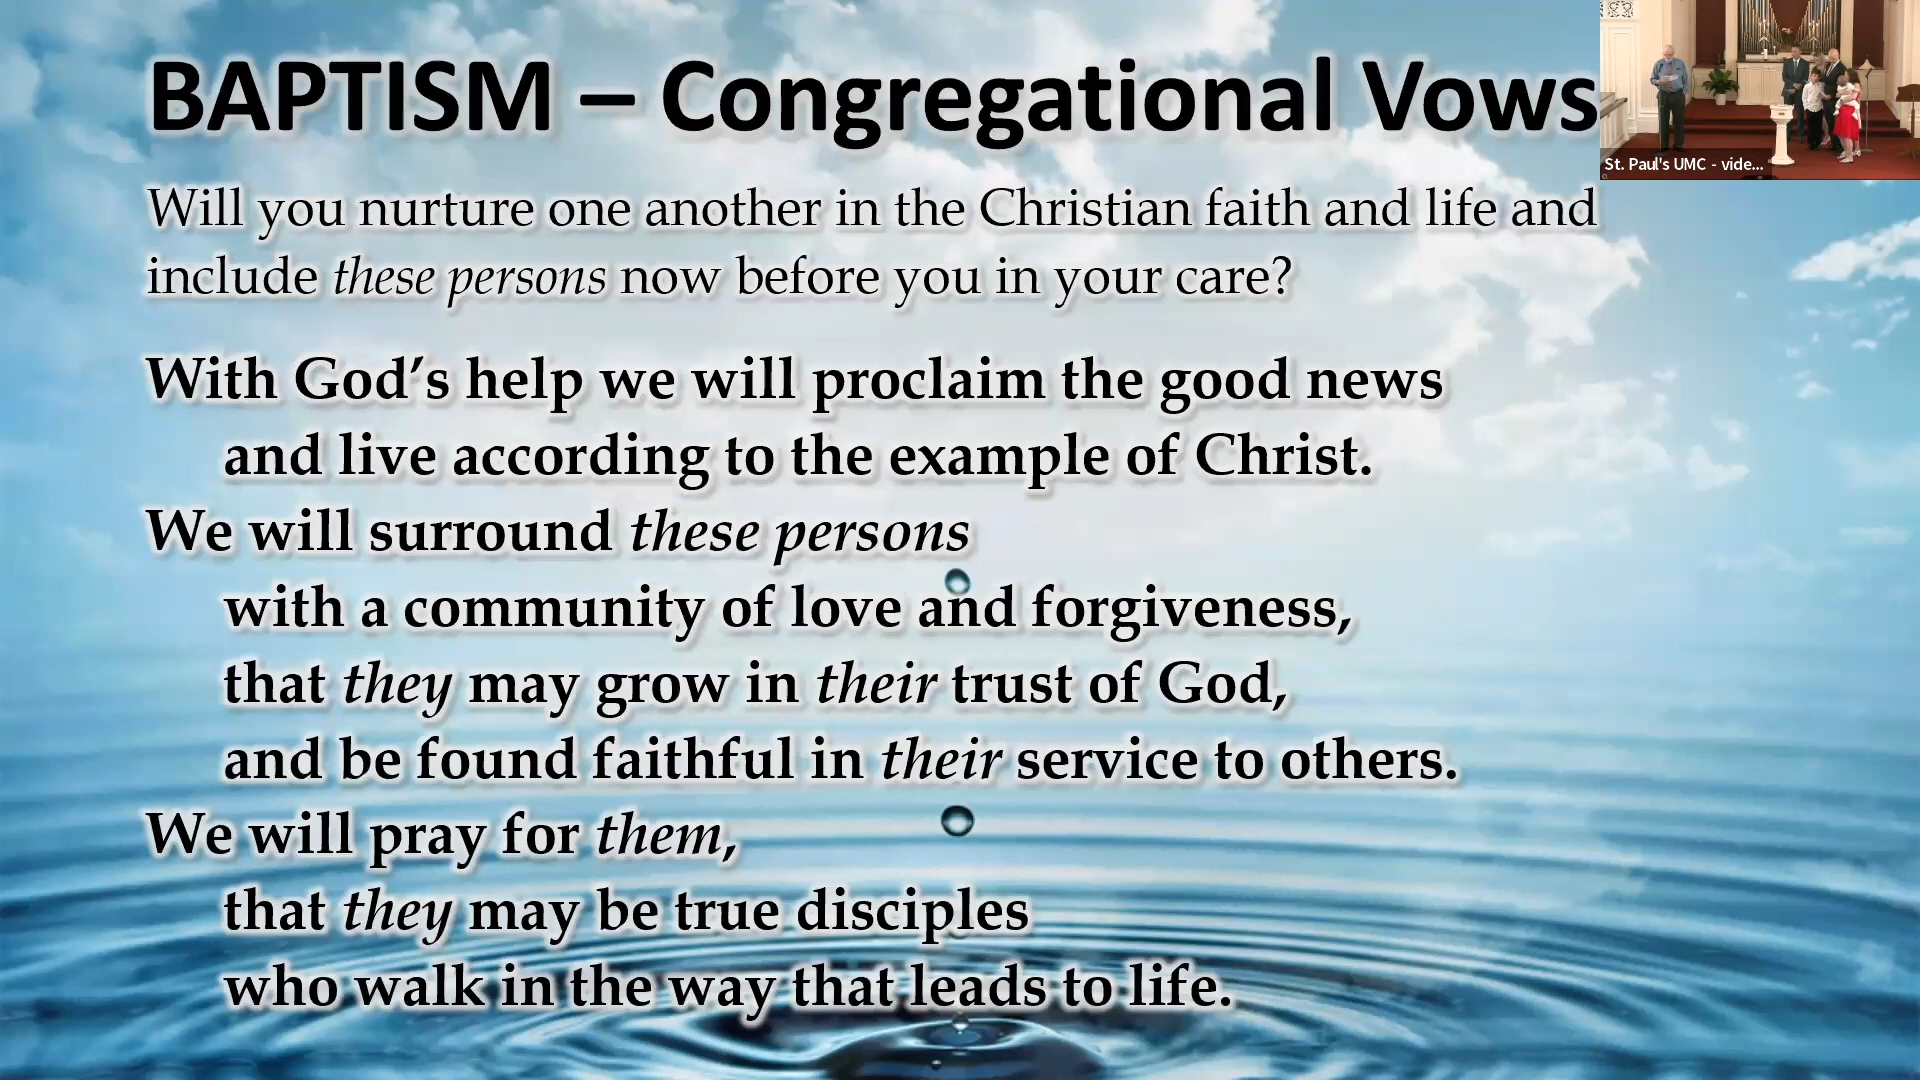 BAPTISM – Congregational Vows
St. Paul's UMC - vide...
Will you nurture one another in the Christian faith and life and
include these persons now before you in your care?
With God’s help we will proclaim the good news
and live according to the example of Christ.
We will surround these persons
with a community of love and forgiveness,
that they may grow in their trust of God,
and be found faithful in their service to others.
We will pray for them,
that they may be true disciples
who walk in the way that leads to life.